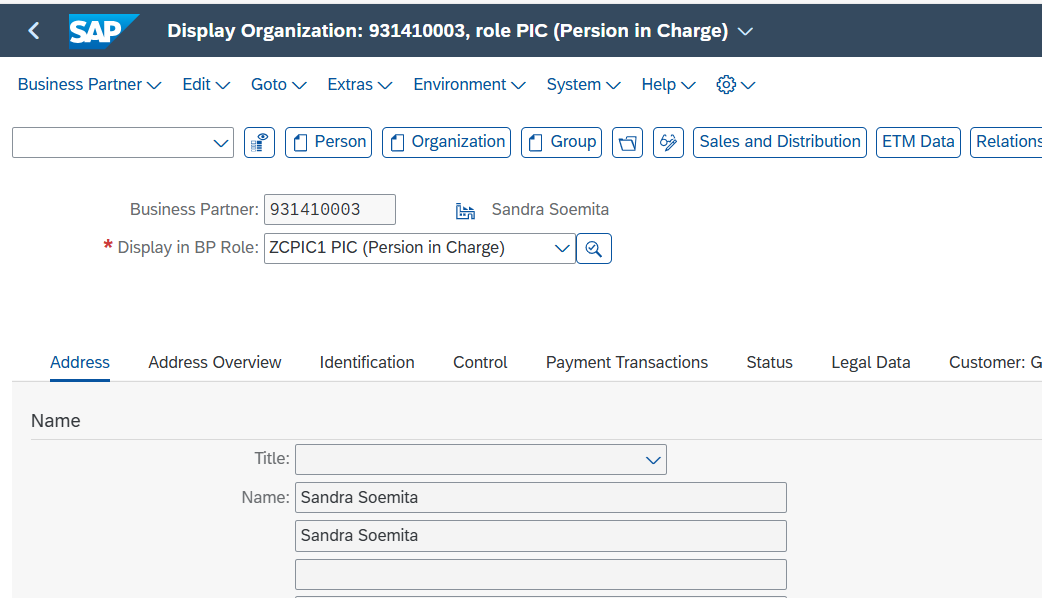 SAP Display Organization: 931410003, role PIC (Persion in Charge)
Business Partner Edit Goto Extras Environment System Help
Person Organization Group Sales and Distribution ETM Data Relations
Business Partner: 931410003 Sandra Soemita
* Display in BP Role: ZCPIC1 PIC (Persion in Charge)
Address Address Overview Identification Control Payment Transactions Status Legal Data Customer: G
Name
Title:
Name: Sandra Soemita
Sandra Soemita